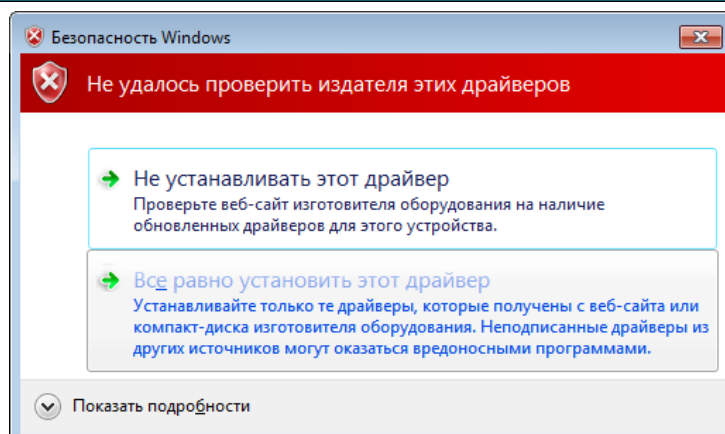 Безопасность Windows
Не удалось проверить издателя этих драйверов
Не устанавливать этот драйвер
Проверьте веб-сайт изготовителя оборудования на наличие
обновленных драйверов для этого устройства.
Все равно установить этот драйвер
Устанавливайте только те драйверы, которые получены с веб-сайта или
компакт-диска изготовителя оборудования. Неподписанные драйверы из
других источников могут оказаться вредоносными программами.
Показать подробности